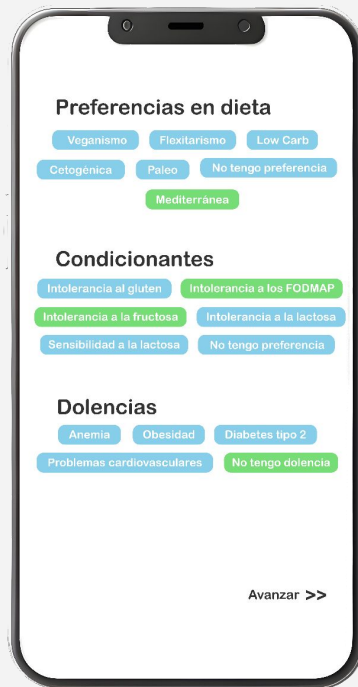 Preferencias en dieta
Veganismo Flexitarismo Low Carb
Cetogénica Paleo No tengo preferencia
Mediterránea
Condicionantes
Intolerancia al gluten Intolerancia a los FODMAP
Intolerancia a la fructosa Intolerancia a la lactosa
Sensibilidad a la lactosa No tengo preferencia
Dolencias
Anemia Obesidad Diabetes tipo 2
Problemas cardiovasculares No tengo dolencia
Avanzar >>